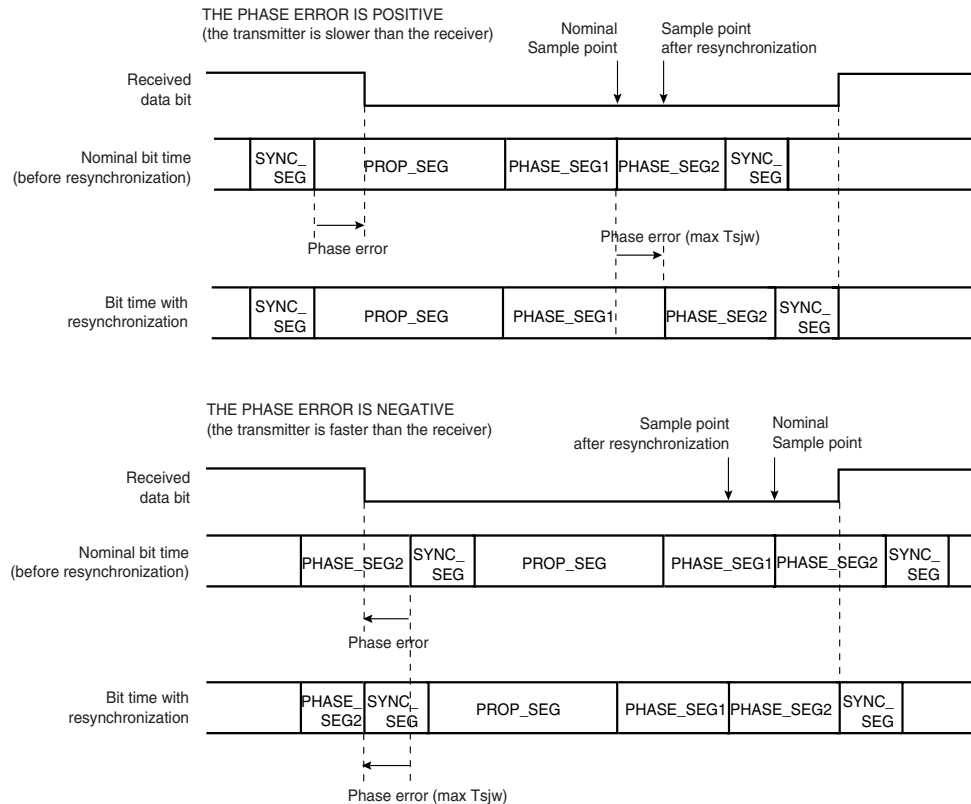 THE PHASE ERROR IS POSITIVE
(the transmitter is slower than the receiver)
Nominal
Sample point
Sample point
after resynchronization
Received
data bit
Nominal bit time
(before resynchronization)
SYNC_
SEG
PROP_SEG
PHASE_SEG1
PHASE_SEG2
SYNC_
SEG
Phase error
Phase error (max Tsjw)
Bit time with
resynchronization
SYNC_
SEG
PROP_SEG
PHASE_SEG1
PHASE_SEG2
SYNC_
SEG
THE PHASE ERROR IS NEGATIVE
(the transmitter is faster than the receiver)
Sample point
after resynchronization
Nominal
Sample point
Received
data bit
Nominal bit time
(before resynchronization)
PHASE_SEG2
SYNC_
SEG
PROP_SEG
PHASE_SEG1
PHASE_SEG2
SYNC_
SEG
Phase error
Bit time with
resynchronization
PHASE_
SEG2
SYNC_
SEG
PROP_SEG
PHASE_SEG1
PHASE_SEG2
SYNC_
SEG
Phase error (max Tsjw)